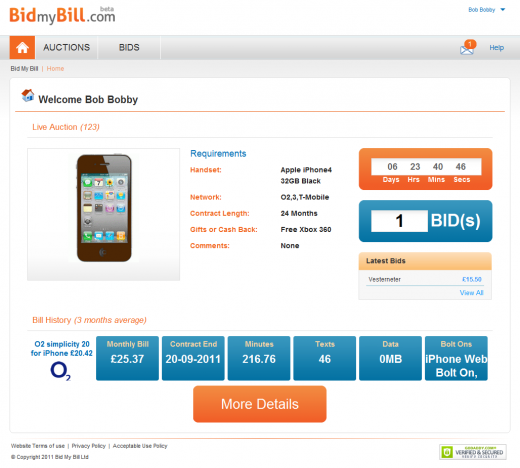 beta
BidmyBill.com
Bob Bobby
AUCTIONS BIDS
1
Help
Bid My Bill | Home
Welcome Bob Bobby
Live Auction (123)
Requirements
Handset: Apple iPhone4
32GB Black
Network: O2,3,T-Mobile
Contract Length: 24 Months
Gifts or Cash Back: Free Xbox 360
Comments: None
06 23 40 46
Days Hrs Mins Secs
1 BID(s)
Latest Bids
Vestemeter £15.50
View All
Bill History (3 months average)
O2 simplicity 20
for iPhone £20.42
O2
Monthly Bill Contract End Minutes Texts Data Bolt Ons
£25.37 20-09-2011 216.76 46 0MB iPhone Web
Bolt On,
More Details
Website Terms of use | Privacy Policy | Acceptable Use Policy
© Copyright 2011 Bid My Bill Ltd
GODADDY.COM®
VERIFIED & SECURED
VERIFY SECURITY